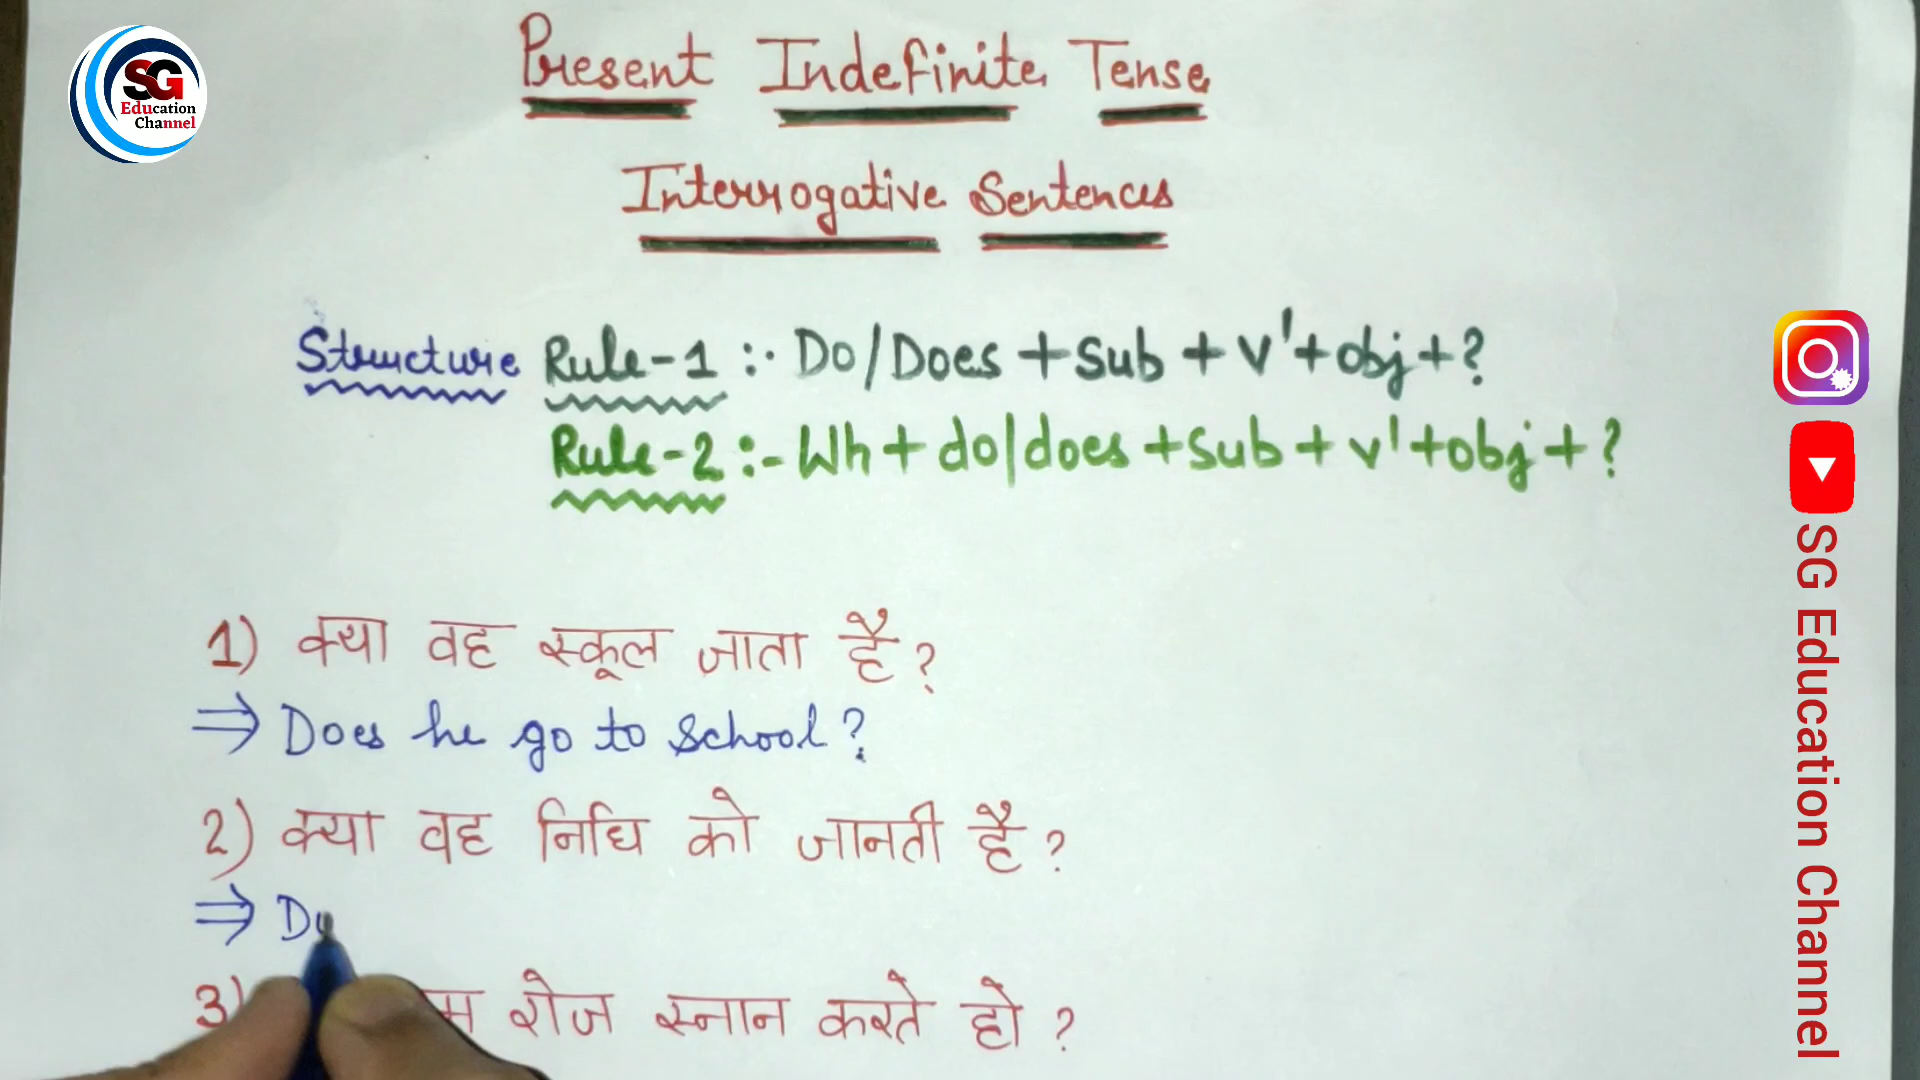 SG
Education
Channel
Present Indefinite Tense
Interrogative Sentences
Structure Rule-1 :- Do/Does + Sub + V¹ + obj + ?
Rule-2 :- Wh + do/does + Sub + V¹ + obj + ?
1) क्या वह स्कूल जाता है ?
⇒ Does he go to School ?
2) क्या वह निधि को जानती है ?
⇒ Do
3) रोज स्नान करते हो ?
SG Education Channel